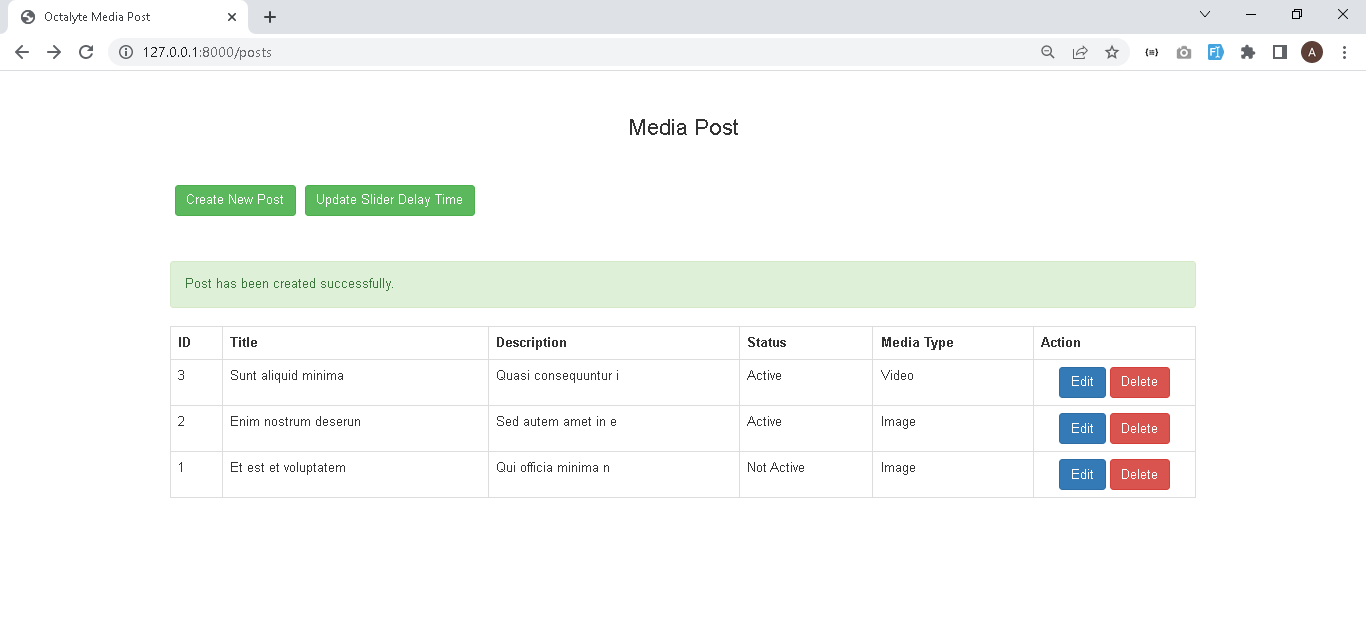 Octalyte Media Post
127.0.0.1:8000/posts
A
Media Post
Create New Post Update Slider Delay Time
Post has been created successfully.
ID Title Description Status Media Type Action
3 Sunt aliquid minima Quasi consequuntur i Active Video Edit Delete
2 Enim nostrum deserun Sed autem amet in e Active Image Edit Delete
1 Et est et voluptatem Qui officia minima n Not Active Image Edit Delete